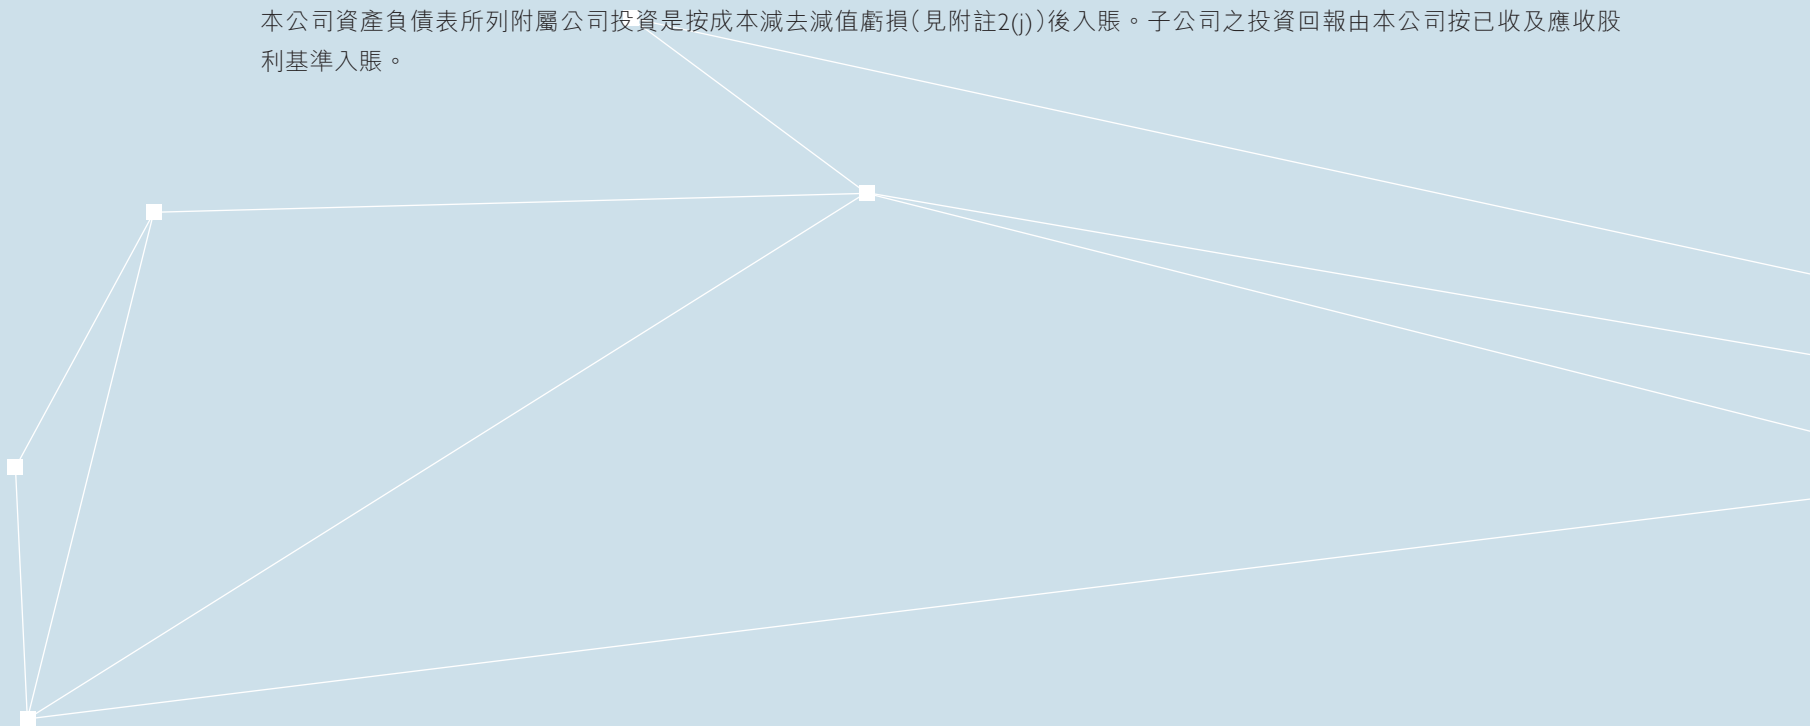 本公司資產負債表所列附屬公司投資是按成本減去減值虧損（見附註2(j)）後入賬。子公司之投資回報由本公司按已收及應收股
利基準入賬。